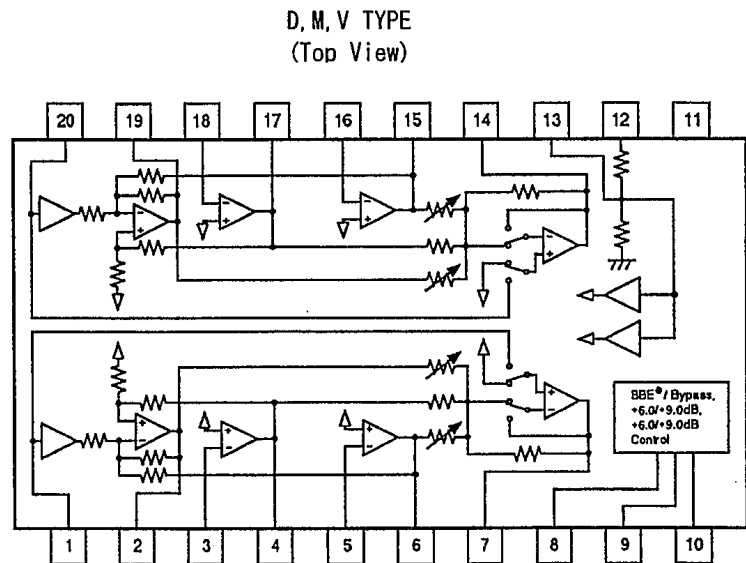 D, M, V TYPE
(Top View)
20 19 18 17 16 15 14 13 12 11
BBE®/ Bypass,
+6.0/+9.0dB,
+6.0/+9.0dB
Control
1 2 3 4 5 6 7 8 9 10